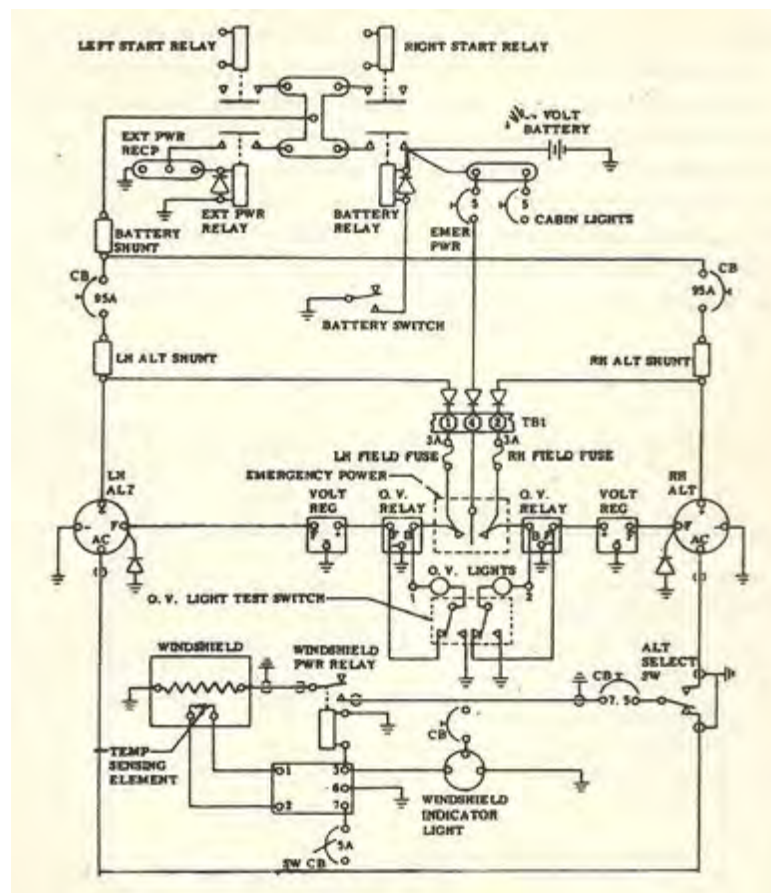 LEFT START RELAY
RIGHT START RELAY
VOLT
BATTERY
EXT PWR
RECP
EXT PWR
RELAY
BATTERY
RELAY
5
5
EMER
PWR
CABIN LIGHTS
BATTERY
SHUNT
CB
95A
CB
95A
BATTERY SWITCH
LH ALT SHUNT
RH ALT SHUNT
1
4
2
TB1
3A
3A
LH FIELD FUSE
RH FIELD FUSE
EMERGENCY POWER
LH
ALT
VOLT
REG
O. V.
RELAY
O. V.
RELAY
VOLT
REG
RH
ALT
+
-
F
AC
F
+
F
B
B
F
+
F
+
-
F
AC
O. V. LIGHTS
1
2
O. V. LIGHT TEST SWITCH
WINDSHIELD
WINDSHIELD
PWR RELAY
ALT
SELECT
SW
CB
7.5
CB
TEMP
SENSING
ELEMENT
1
2
5
6
7
WINDSHIELD
INDICATOR
LIGHT
5A
SW CB